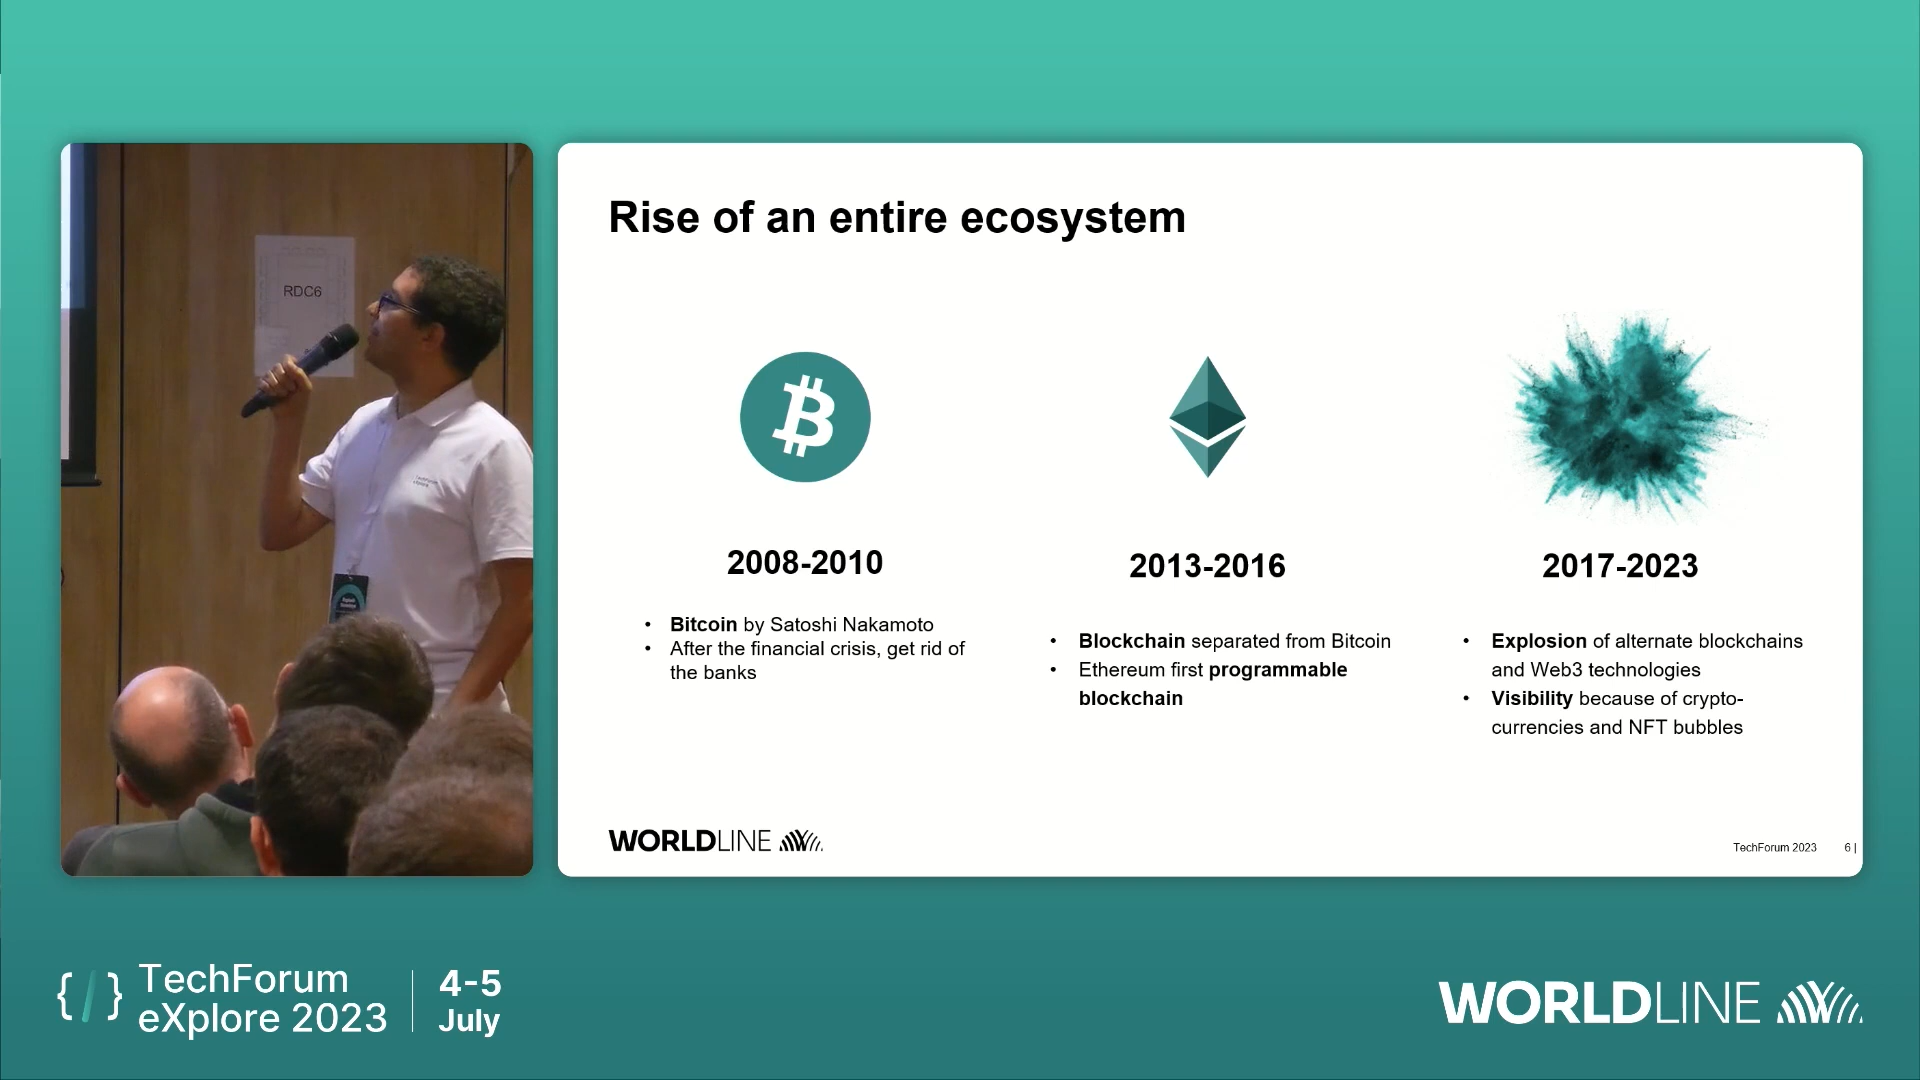 RDC6
Rise of an entire ecosystem
2008-2010
• Bitcoin by Satoshi Nakamoto
• After the financial crisis, get rid of
the banks
2013-2016
• Blockchain separated from Bitcoin
• Ethereum first programmable
blockchain
2017-2023
• Explosion of alternate blockchains
and Web3 technologies
• Visibility because of crypto-
currencies and NFT bubbles
WORLDLINE
TechForum 2023 6 |
{/} TechForum
eXplore 2023
4-5
July
WORLDLINE